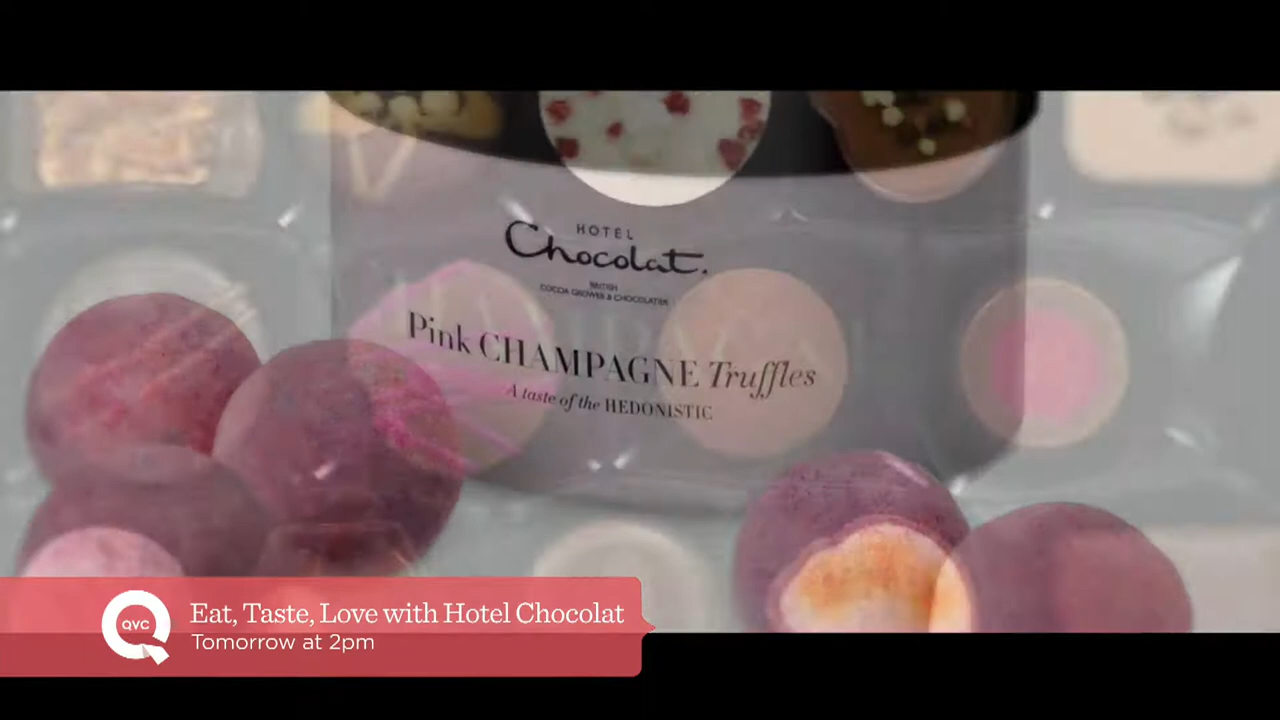 HOTEL
Chocolat.
BRITISH
COCOA GROWER & CHOCOLATIER
Pink CHAMPAGNE Truffles
A taste of the HEDONISTIC
QVC
Eat, Taste, Love with Hotel Chocolat
Tomorrow at 2pm